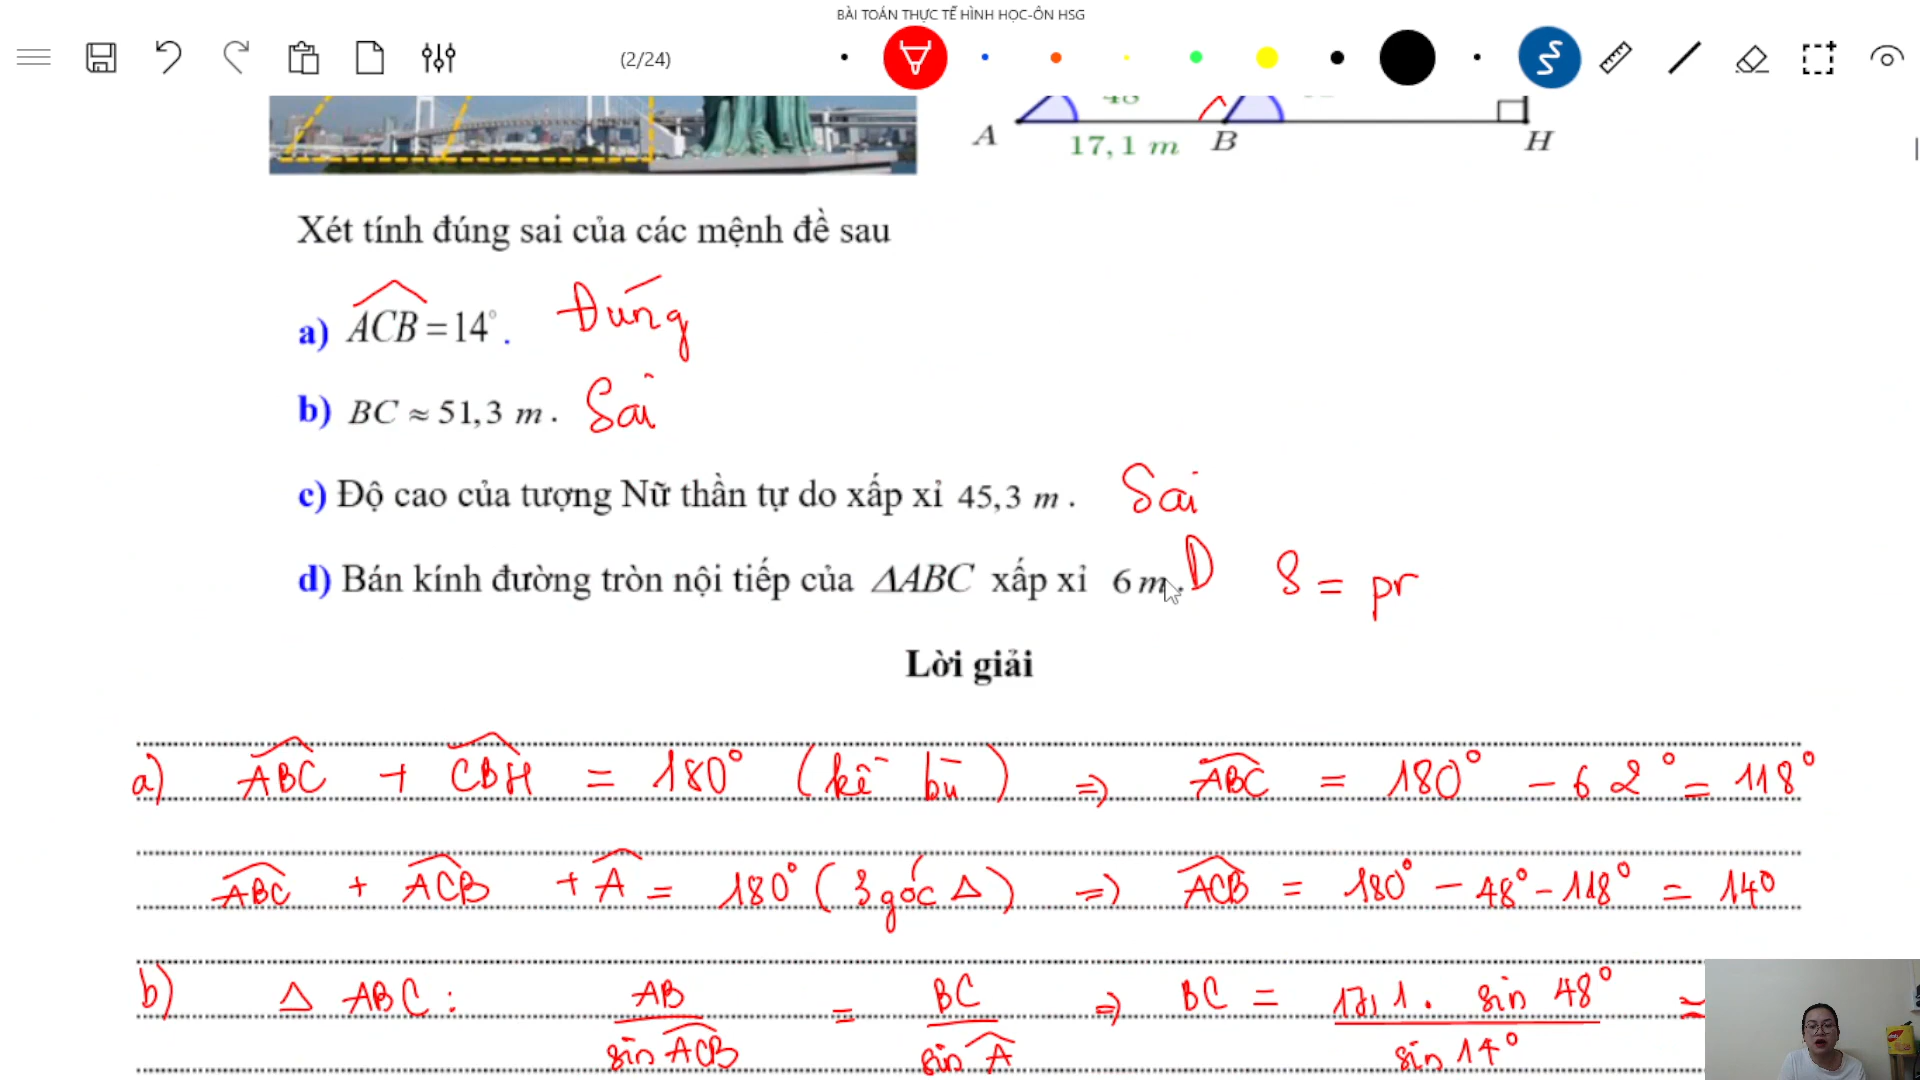 BÀI TOÁN THỰC TẾ HÌNH HỌC-ÔN HSG
(2/24)
48
A 17,1 m B H
Xét tính đúng sai của các mệnh đề sau
a) ACB = 14°. Đúng
b) BC ≈ 51,3 m. Sai
c) Độ cao của tượng Nữ thần tự do xấp xỉ 45,3 m. Sai
d) Bán kính đường tròn nội tiếp của ΔABC xấp xỉ 6 m. Đ S = pr
Lời giải
a) ABC + CBH = 180° (kề bù) => ABC = 180° - 62° = 118°
ABC + ACB + A = 180° (3 góc Δ) => ACB = 180° - 48° - 118° = 14°
b) Δ ABC: AB / sin ACB = BC / sin A => BC = 17,1 . sin 48° / sin 14° ≈